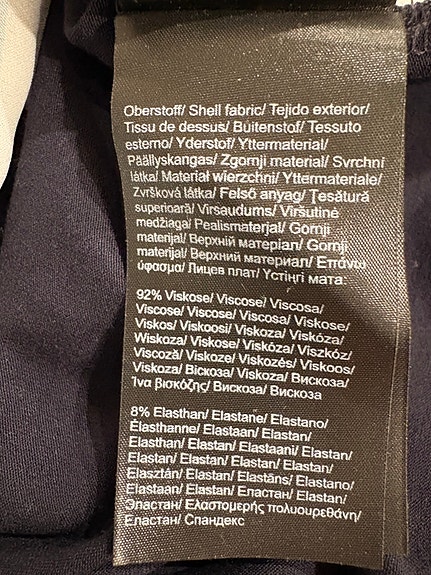 Oberstoff/ Shell fabric/ Tejido exterior/
Tissu de dessus/ Buitenstof/ Tessuto
esterno/ Yderstof/ Yttermaterial/
Päällyskangas/ Zgornji material/ Svrchní
látka/ Materiał wierzchni/ Yttermateriale/
Zvršková látka/ Felső anyag/ Țesătură
superioară/ Virsaudums/ Viršutinė
medžiaga/ Pealismaterjal/ Gornji
materijal/ Верхній матеріал/ Gornji
materijal/ Верхний материал/ Επάνω
ύφασμα/ Лицев плат/ Үстіңгі мата:
92% Viskose/ Viscose/ Viscosa/
Viscose/ Viscose/ Viscosa/ Viskose/
Viskos/ Viskoosi/ Viskoza/ Viskóza/
Wiskoza/ Viskose/ Viskóza/ Viszkóz/
Viscoză/ Viskoze/ Viskozės/ Viskoos/
Viskoza/ Віскоза/ Viskoza/ Вискоза/
Ίνα βισκόζης/ Вискоза/ Вискоза
8% Elasthan/ Elastane/ Elastano/
Élasthanne/ Elastaan/ Elastan/
Elasthan/ Elastan/ Elastaani/ Elastan/
Elastan/ Elastan/ Elastan/ Elastan/
Elasztán/ Elastan/ Elastāns/ Elastano/
Elastaan/ Elastan/ Еластан/ Elastan/
Эластан/ Ελαστομερής πολυουρεθάνη/
Еластан/ Спандекс